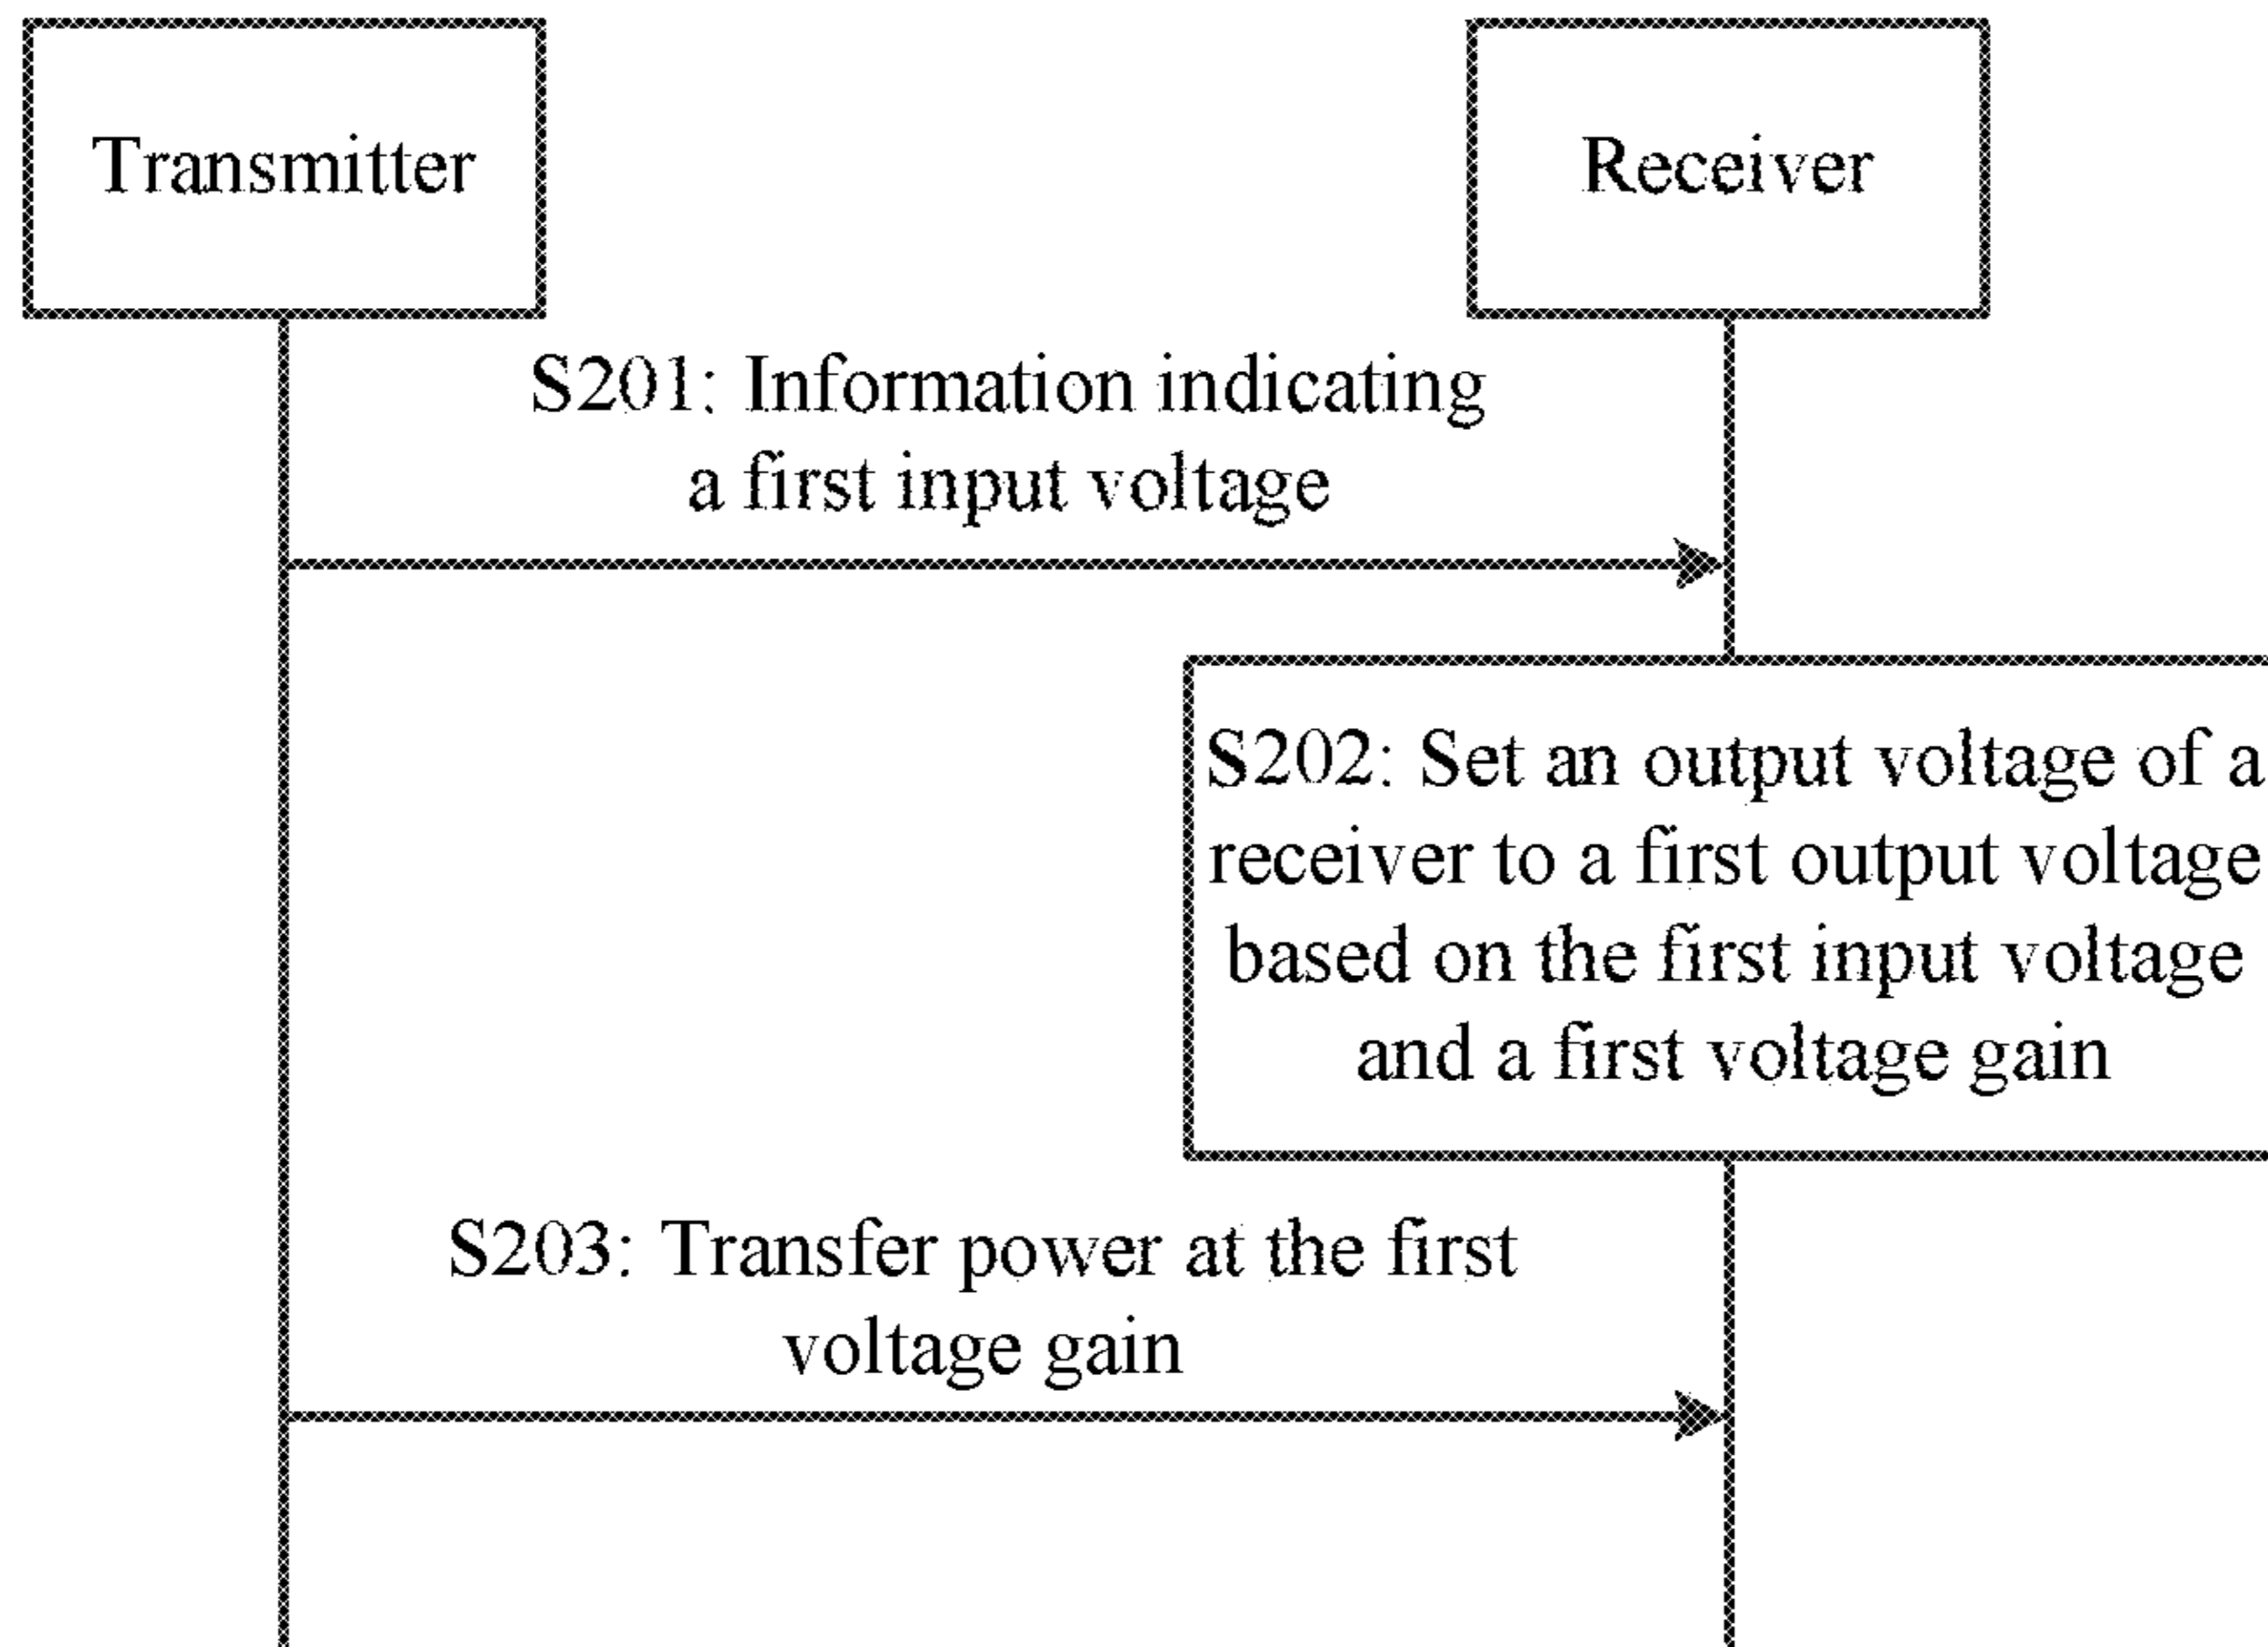 Transmitter
Receiver
S201: Information indicating
a first input voltage
S202: Set an output voltage of a
receiver to a first output voltage
based on the first input voltage
and a first voltage gain
S203: Transfer power at the first
voltage gain